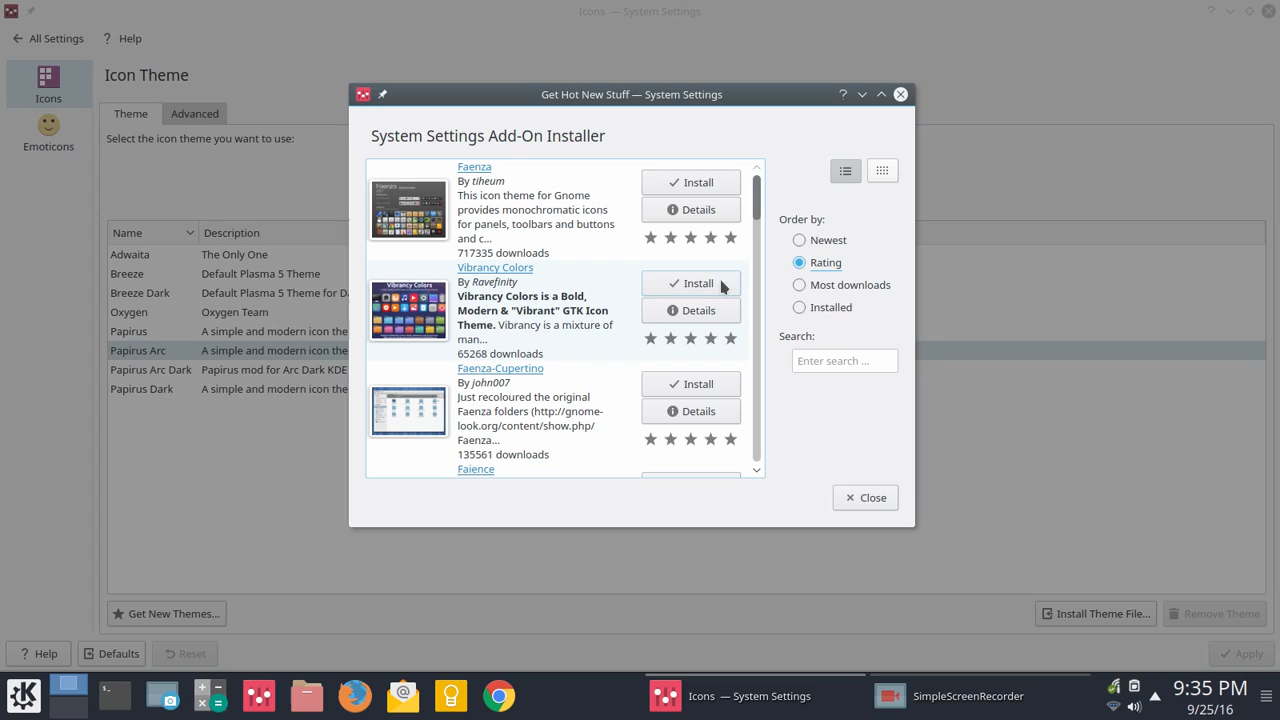 Icons — System Settings
All Settings
Help
Icons
Emoticons
Icon Theme
Theme
Advanced
Select the icon theme you want to use:
Name
Description
Adwaita
The Only One
Breeze
Default Plasma 5 Theme
Breeze Dark
Default Plasma 5 Theme for D
Oxygen
Oxygen Team
Papirus
A simple and modern icon the
Papirus Arc
A simple and modern icon the
Papirus Arc Dark
Papirus mod for Arc Dark KDE
Papirus Dark
A simple and modern icon the
Get New Themes...
Install Theme File...
Remove Theme
Help
Defaults
Reset
Apply
Get Hot New Stuff — System Settings
System Settings Add-On Installer
Faenza
By tiheum
This icon theme for Gnome
provides monochromatic icons
for panels, toolbars and buttons
and c...
717335 downloads
Install
Details
Vibrancy Colors
Vibrancy Colors
By Ravefinity
Vibrancy Colors is a Bold,
Modern & "Vibrant" GTK Icon
Theme. Vibrancy is a mixture of
man...
65268 downloads
Install
Details
Faenza-Cupertino
By john007
Just recoloured the original
Faenza folders (http://gnome-
look.org/content/show.php/
Faenza...
135561 downloads
Install
Details
Faience
Order by:
Newest
Rating
Most downloads
Installed
Search:
Enter search ...
Close
Icons — System Settings
SimpleScreenRecorder
9:35 PM
9/25/16